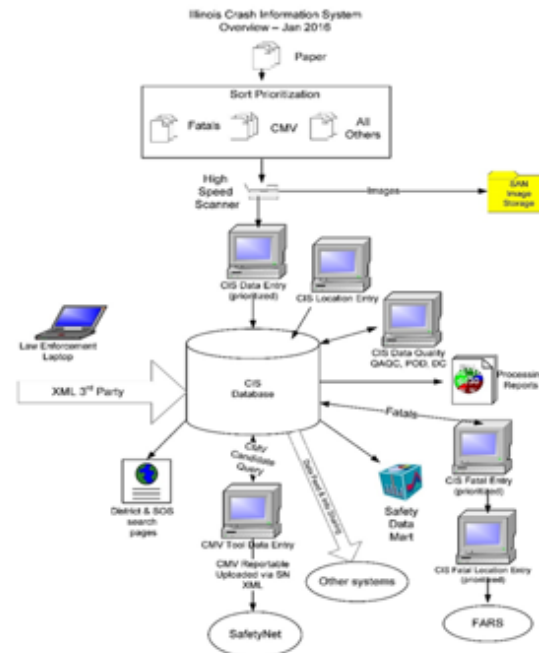 Illinois Crash Information System
Overview – Jan 2016
Paper
Sort Prioritization
Fatals
CMV
All
Others
High
Speed
Scanner
Images
SAN
Image
Storage
CIS Data Entry
(prioritized)
CIS Location Entry
Law Enforcement
Laptop
CIS Data Quality
QAQC, POD, DC
XML 3rd Party
CIS
Database
Processing
Reports
Fatals
CMV
Candidate
Query
Data Feed & Info Sharing
CIS Fatal Entry
(prioritized)
District & SOS
search
pages
CMV Tool Data Entry
Safety
Data
Mart
CMV Reportable
Uploaded via SN
XML
Other systems
CIS Fatal Location Entry
(prioritized)
SafetyNet
FARS